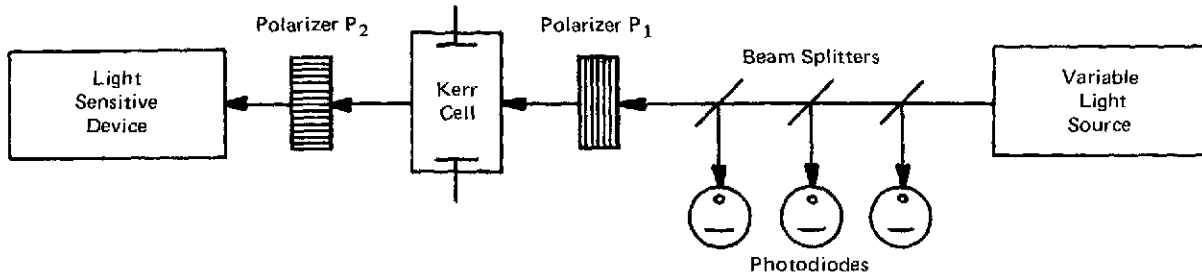 Polarizer P2
Polarizer P1
Beam Splitters
Light
Sensitive
Device
Kerr
Cell
Variable
Light
Source
Photodiodes